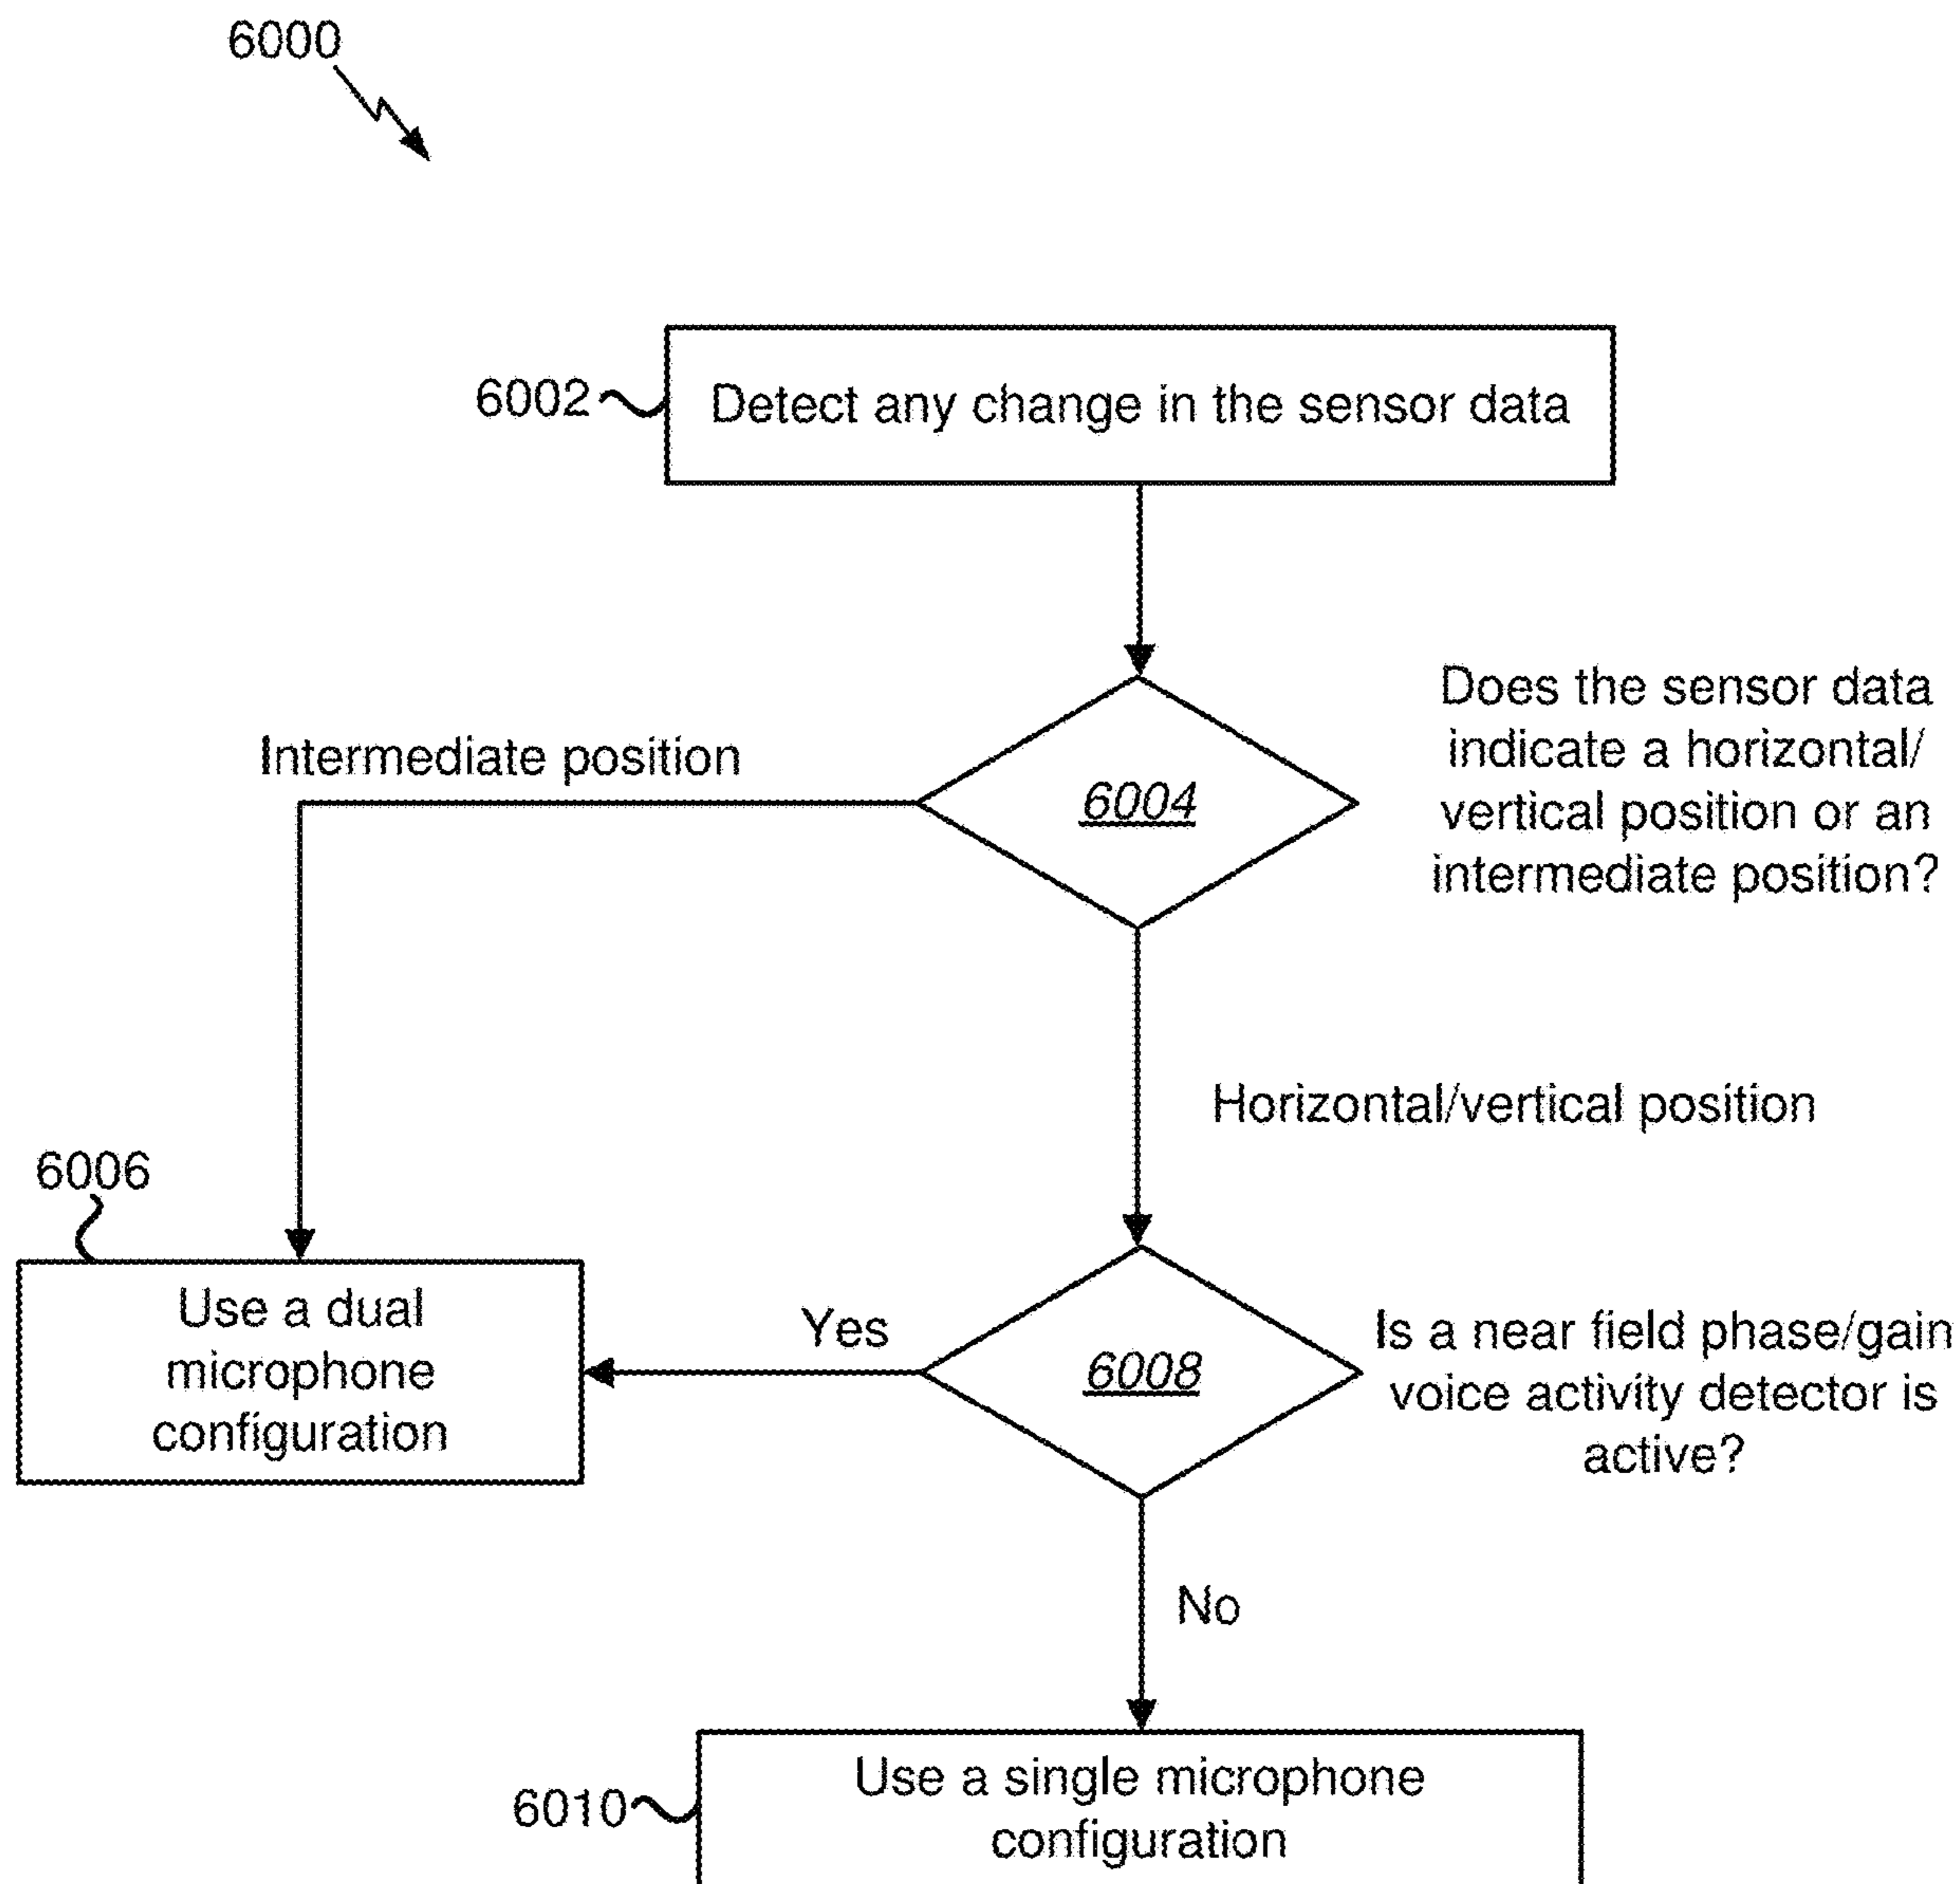 6000
6002
Detect any change in the sensor data
Does the sensor data
indicate a horizontal/
vertical position or an
intermediate position?
Intermediate position
6004
Horizontal/vertical position
6006
Use a dual
microphone
configuration
Yes
6008
Is a near field phase/gain
voice activity detector is
active?
No
6010
Use a single microphone
configuration